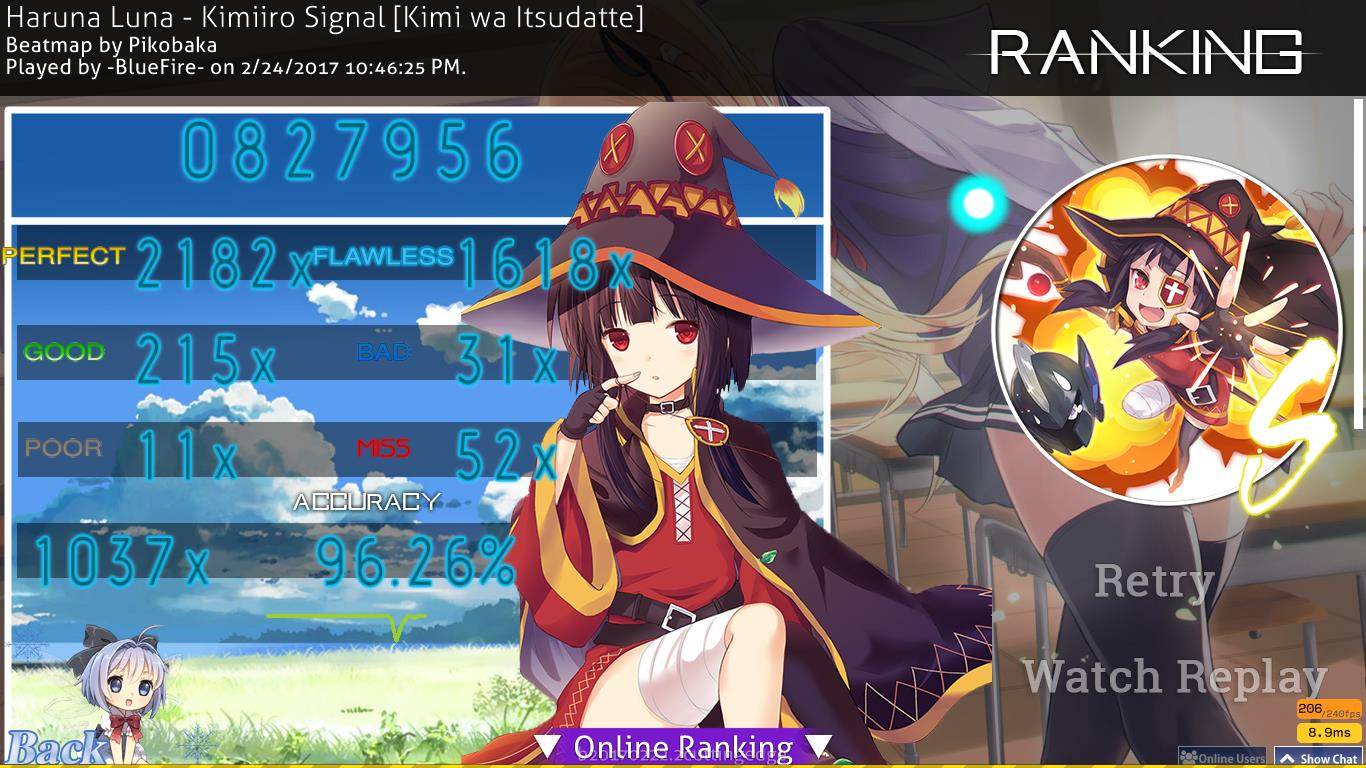 Haruna Luna - Kimiiro Signal [Kimi wa Itsudatte]
Beatmap by Pikobaka
Played by -BlueFire- on 2/24/2017 10:46:25 PM.
RANKING
0827956
PERFECT 2182x FLAWLESS 1618x
GOOD 215x BAD 31x
POOR 11x MISS 52x
ACCURACY
1037x 96.26%
S
Retry
Watch Replay
206/240fps
8.9ms
Back
Online Ranking
Online Users
Show Chat